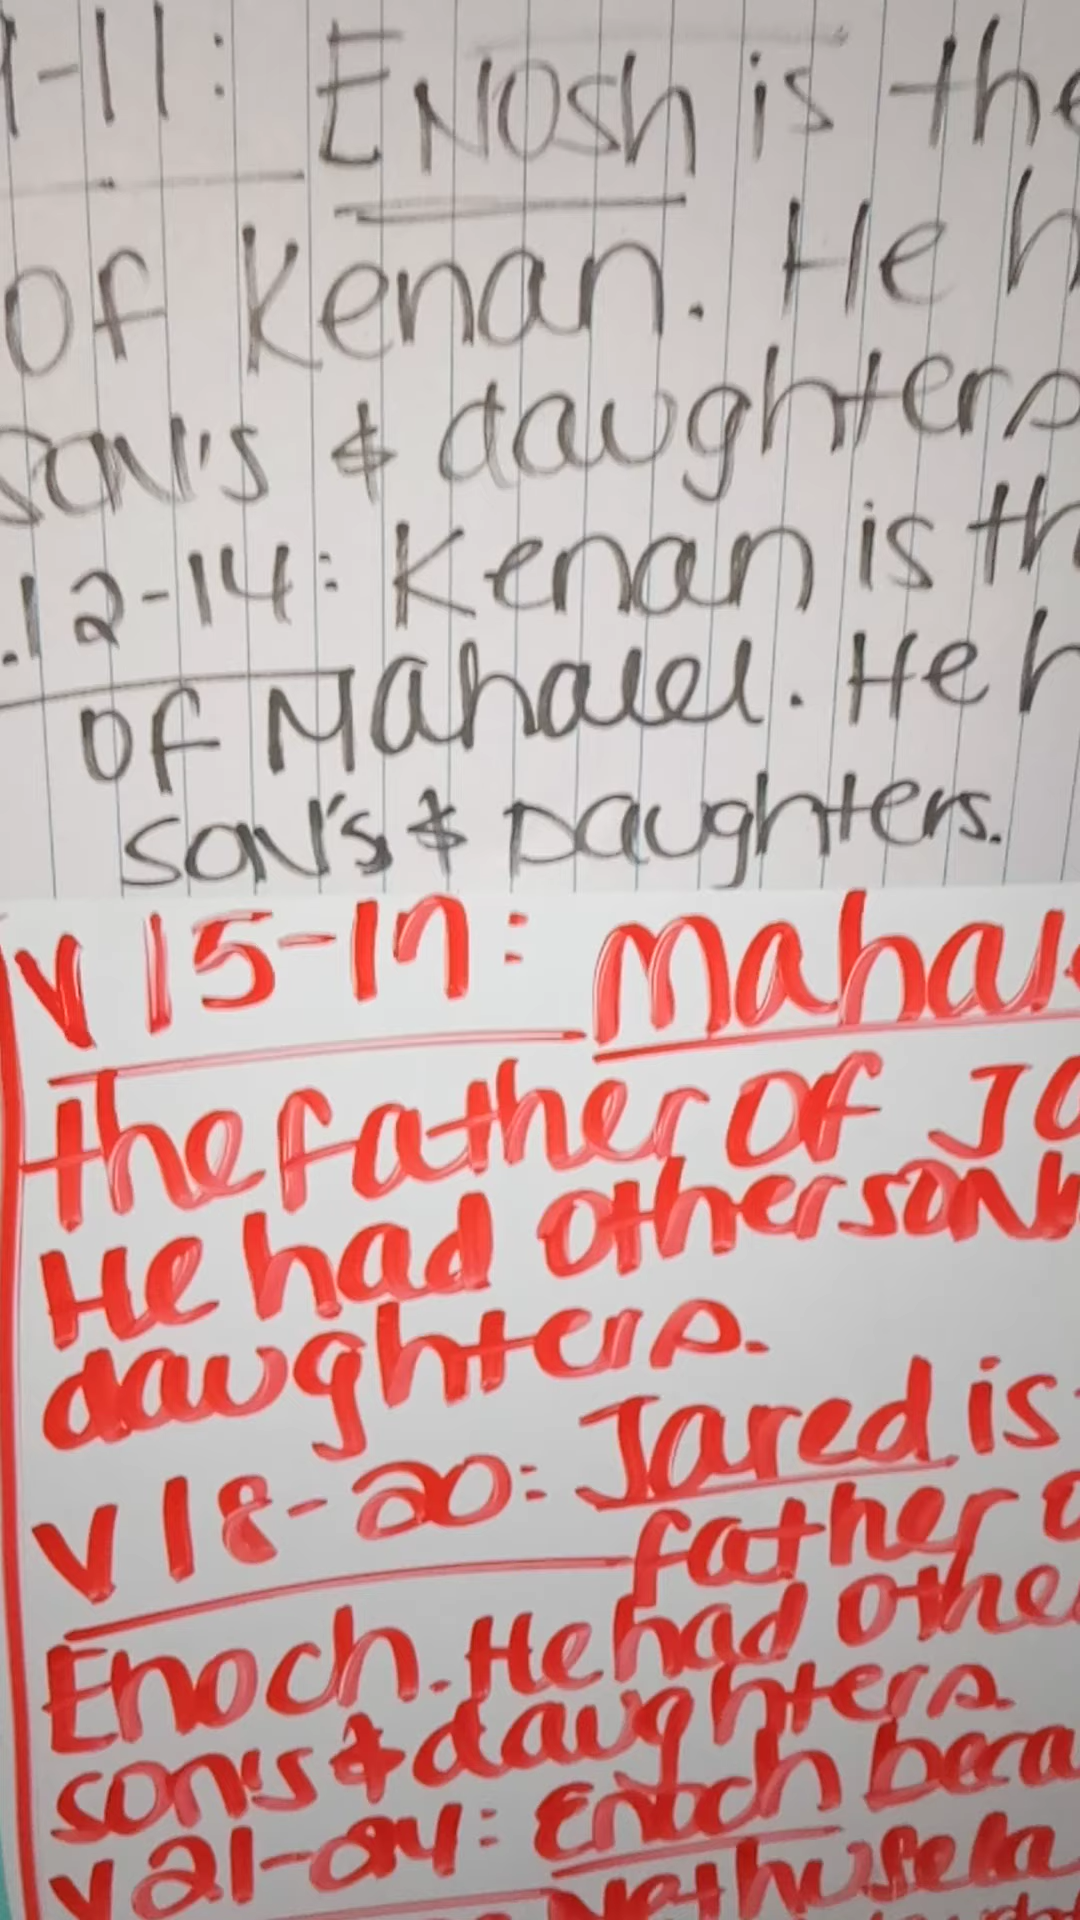 -11: ENOSh is the
OF Kenan. He h
SON'S & daughters
.12-14: Kenan is th
OF Mahalel. He h
SON'S & Daughters.
V 15-17: Mahal
the father OF Ja
He had other son
daughters.
V 18-20: Jared is
father o
Enoch. He had othe
son's & daughters.
V 21-24: Enoch beca
Methusela